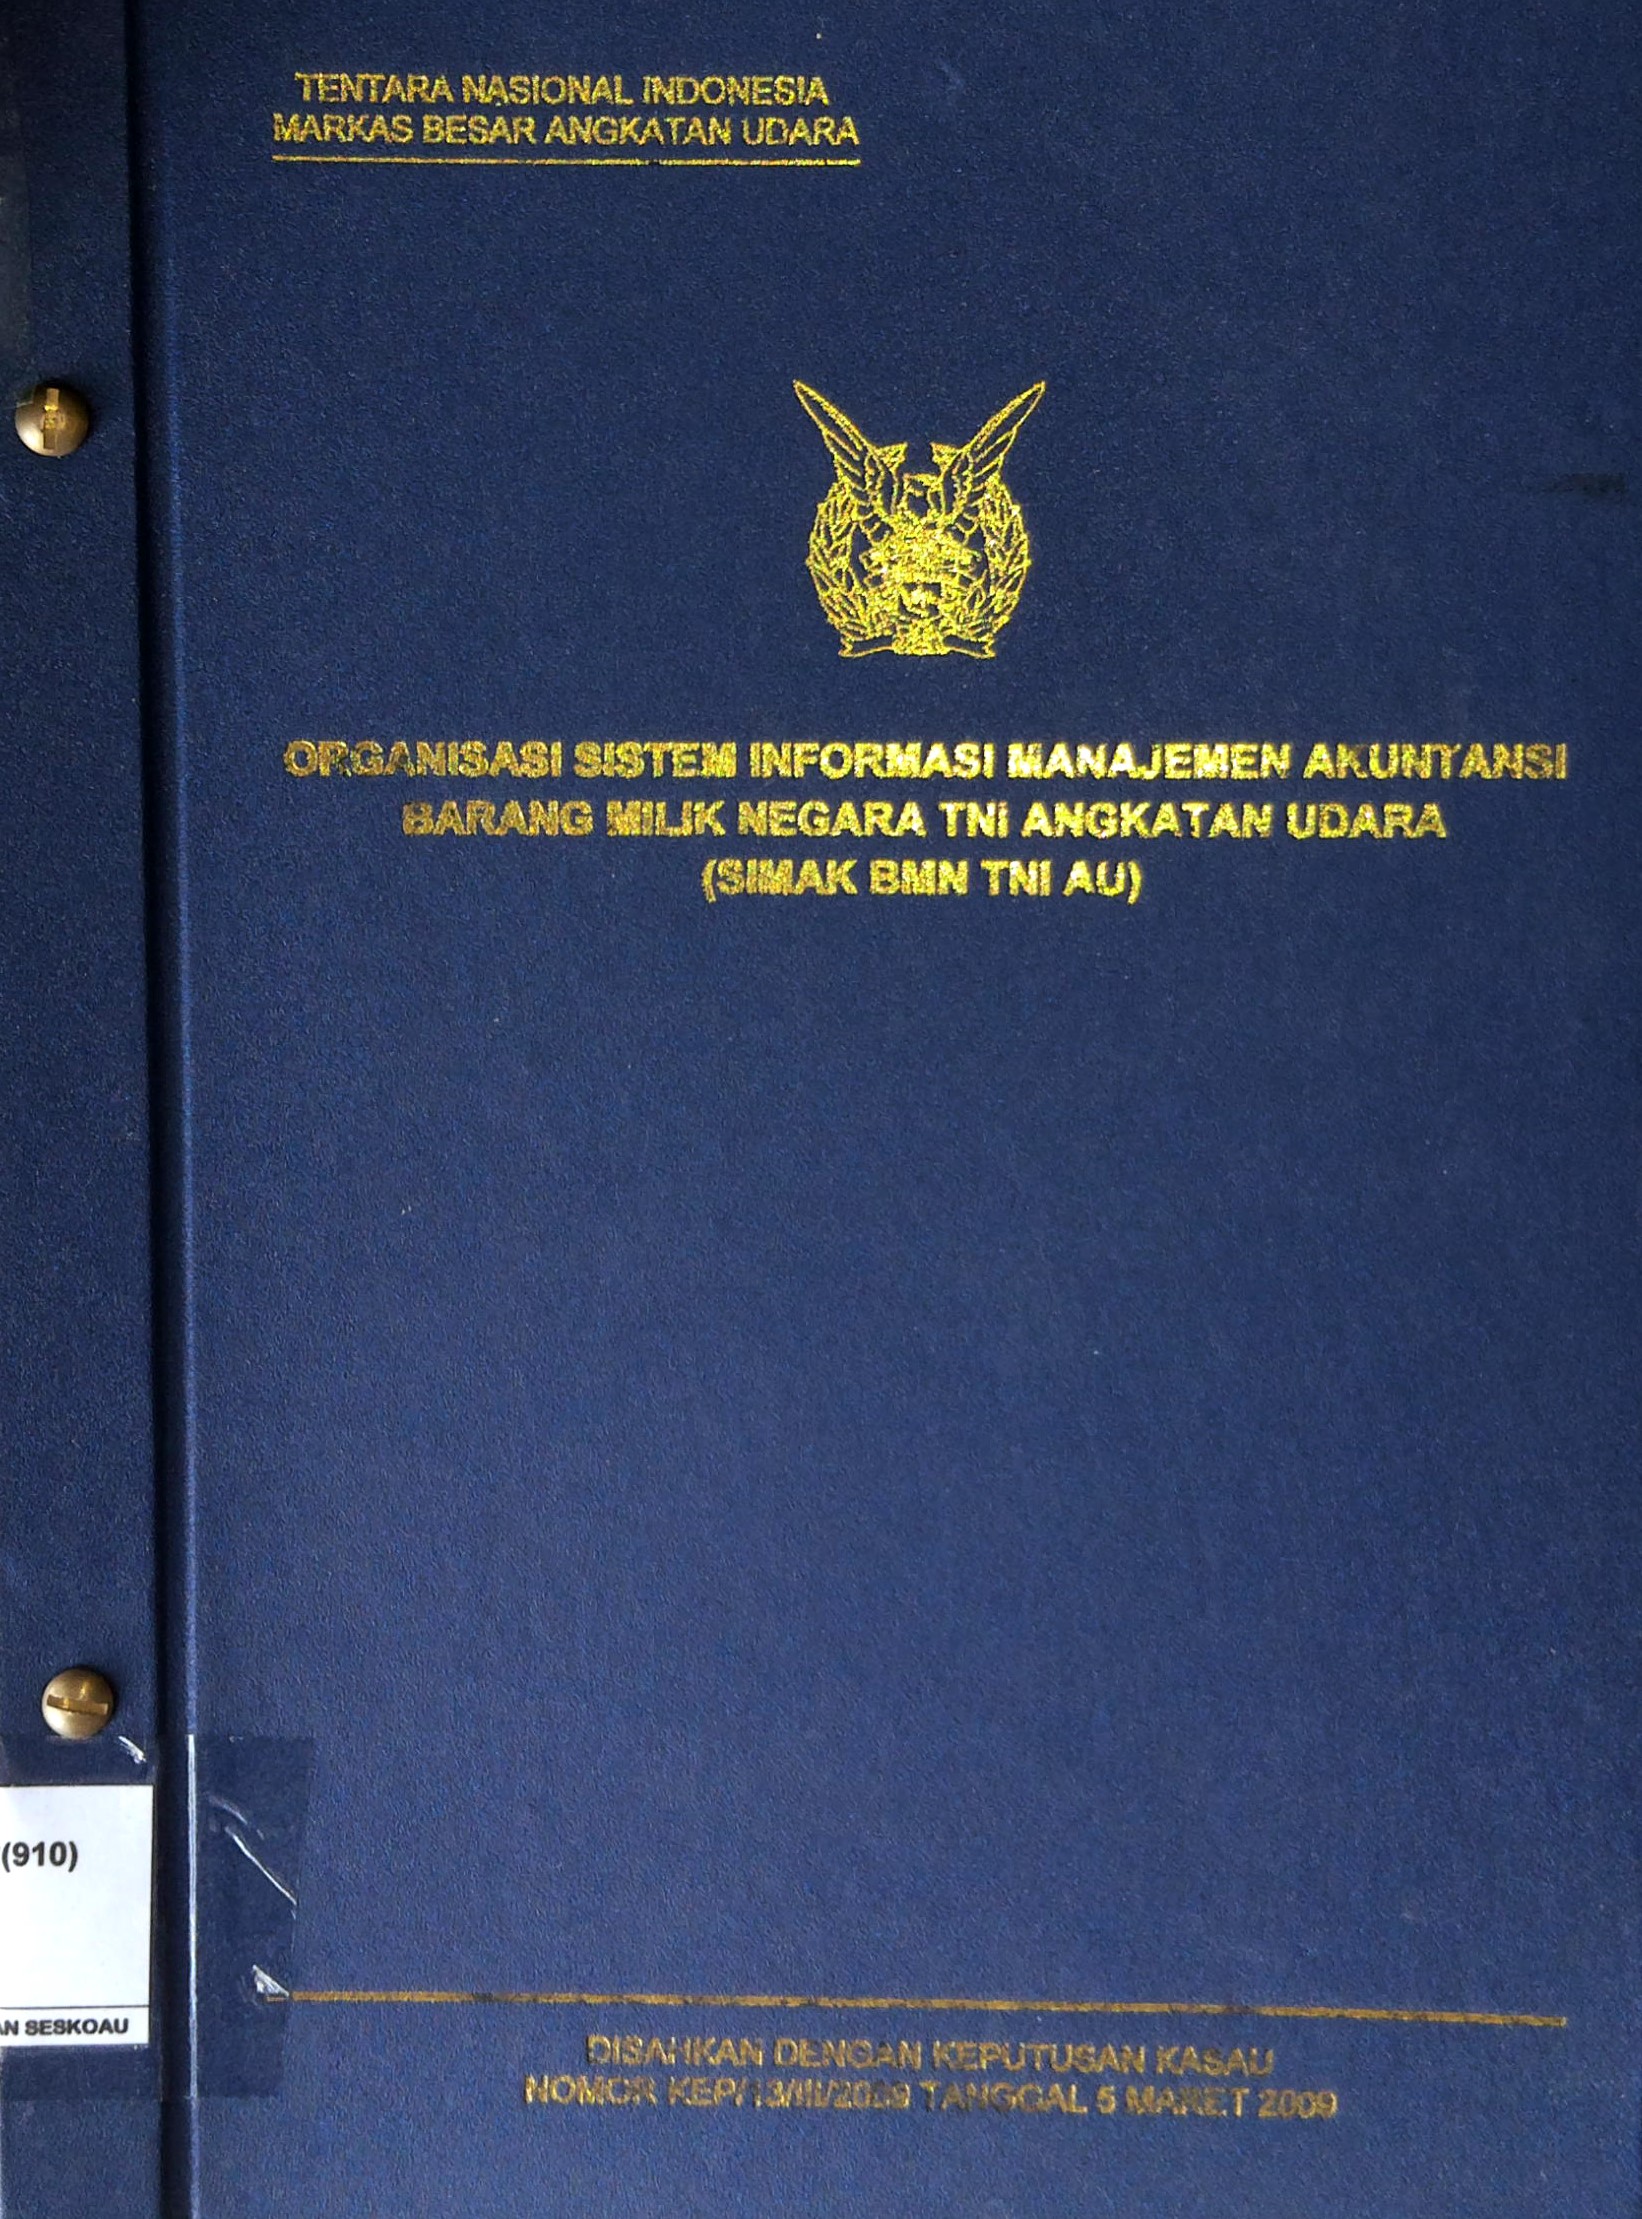 TENTARA NASIONAL INDONESIA
MARKAS BESAR ANGKATAN UDARA
ORGANISASI SISTEM INFORMASI MANAJEMEN AKUNTANSI
BARANG MILIK NEGARA TNI ANGKATAN UDARA
(SIMAK BMN TNI AU)
(910)
AN SESKOAU
DISAHKAN DENGAN KEPUTUSAN KASAU
NOMOR KEP/13/III/2009 TANGGAL 5 MARET 2009